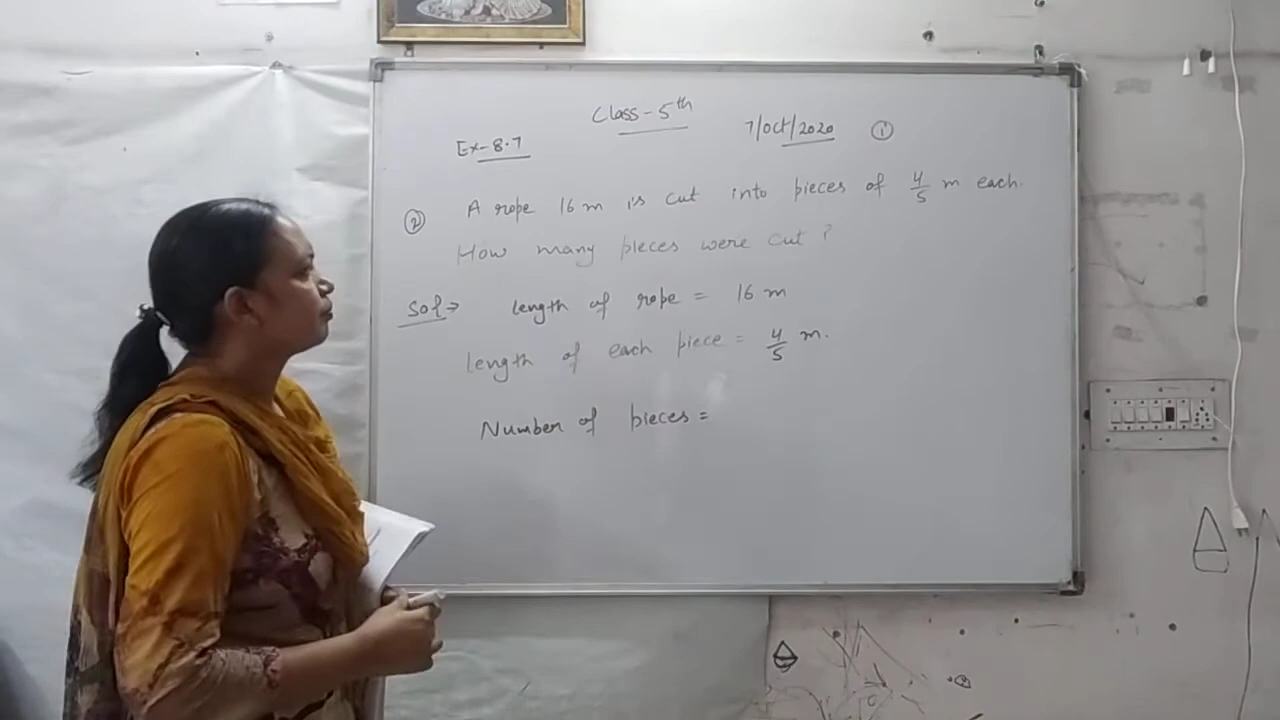 Class - 5th
Ex-8.7 7/Oct/2020 ①
② A rope 16 m is cut into pieces of 4/5 m each.
How many pieces were cut ?
Sol→ length of rope = 16 m
length of each piece = 4/5 m.
Number of pieces =